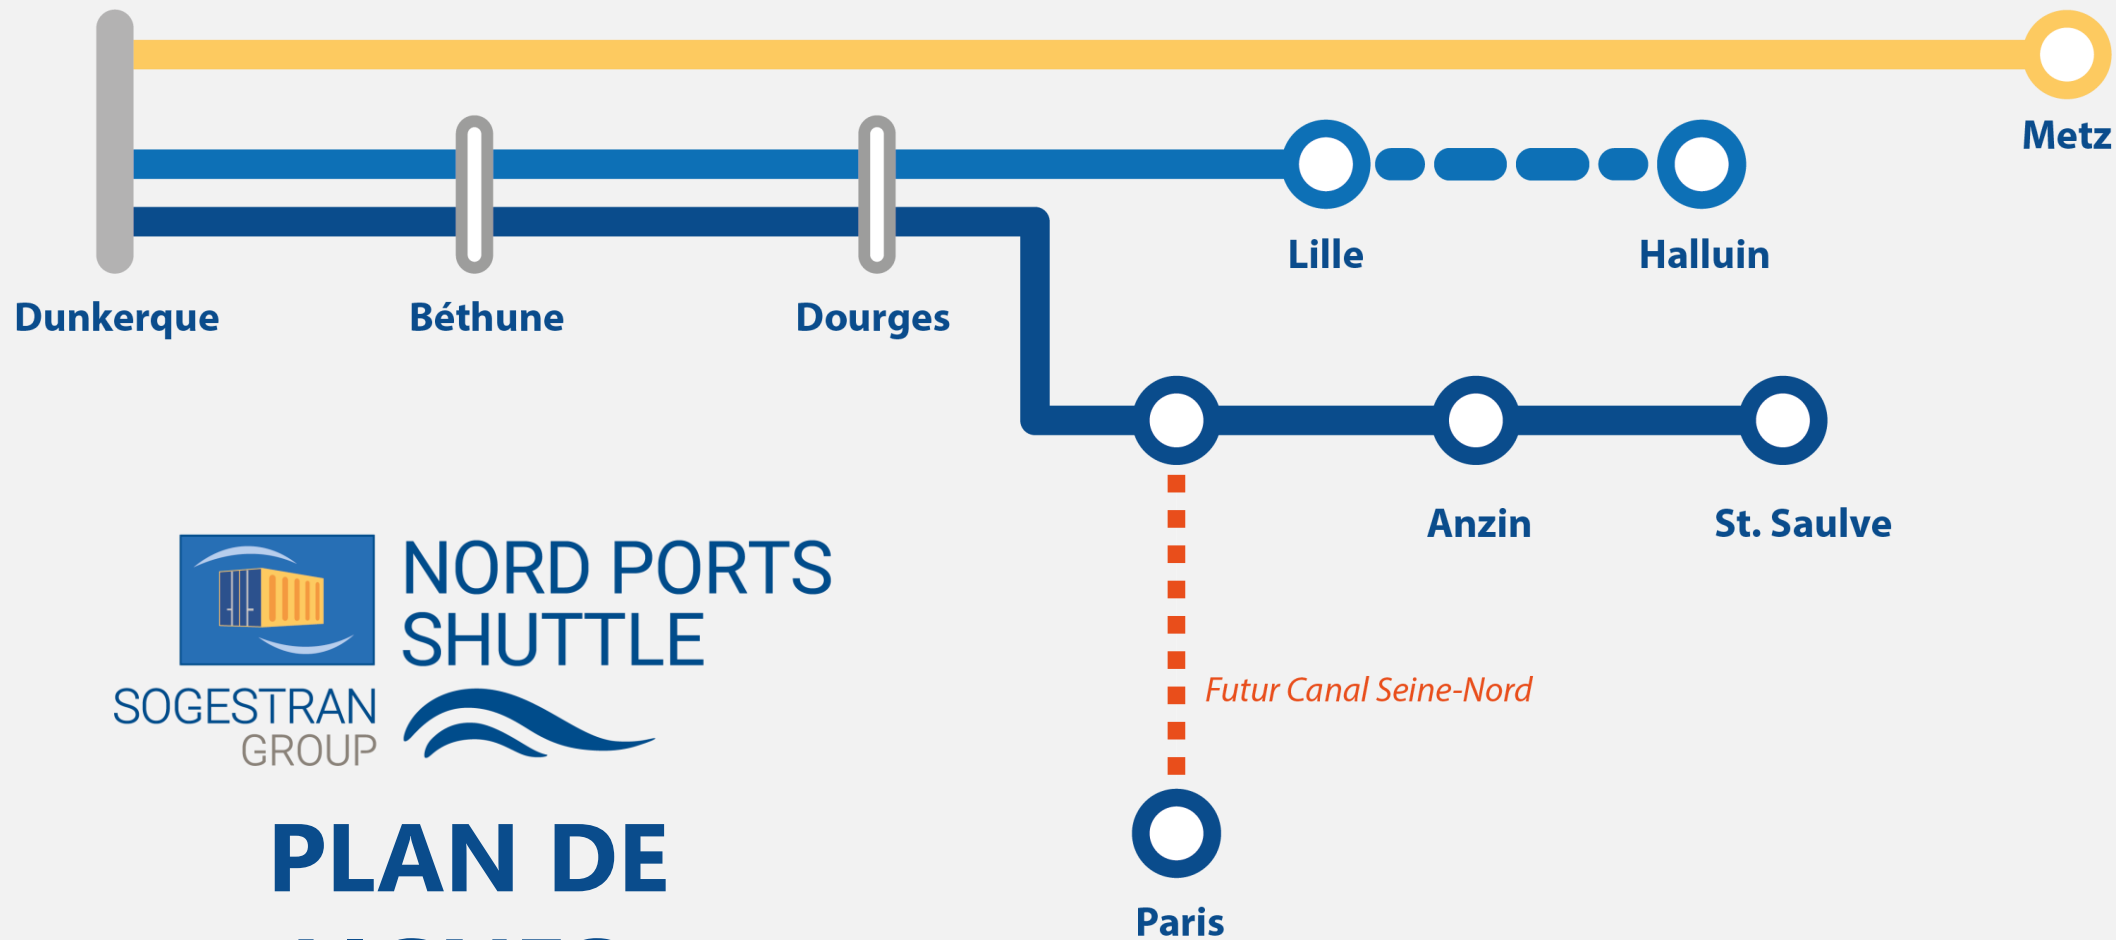 Metz
Lille
Halluin
Dunkerque
Béthune
Dourges
Anzin
St. Saulve
NORD PORTS
SHUTTLE
SOGESTRAN
GROUP
Futur Canal Seine-Nord
PLAN DE
Paris